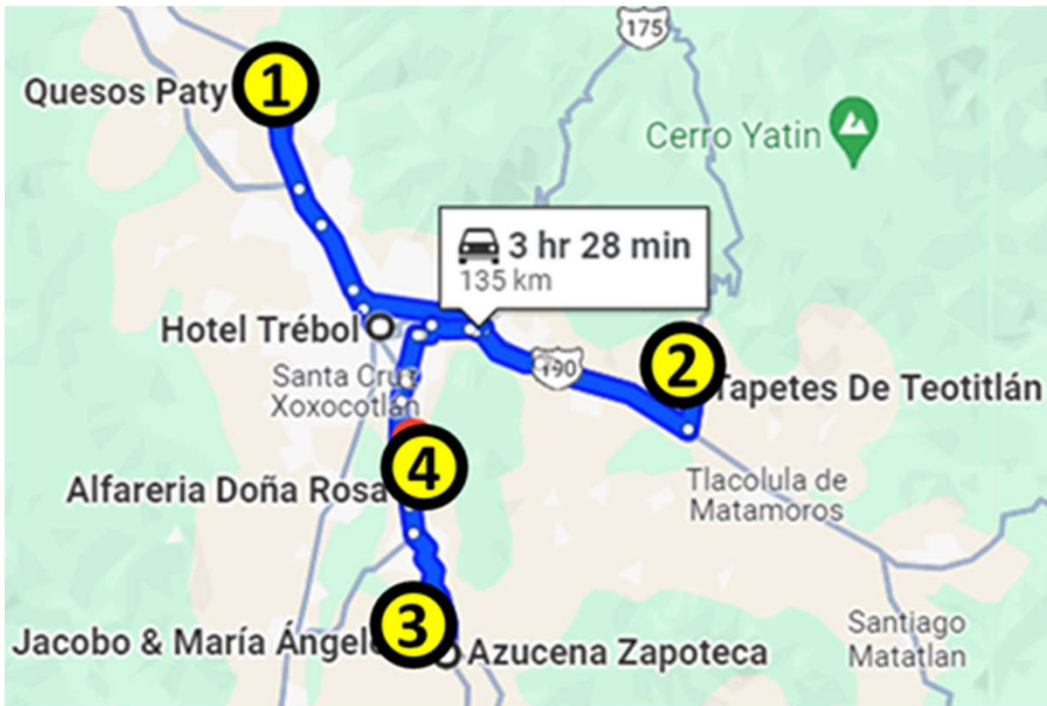 175
Quesos Paty
1
Cerro Yatin
3 hr 28 min
135 km
Hotel Trébol
190
2
Tapetes De Teotitlán
Santa Cruz
Xoxocotlán
4
Alfareria Doña Rosa
Tlacolula de
Matamoros
3
Jacobo & María Ángel
Azucena Zapoteca
Santiago
Matatlan